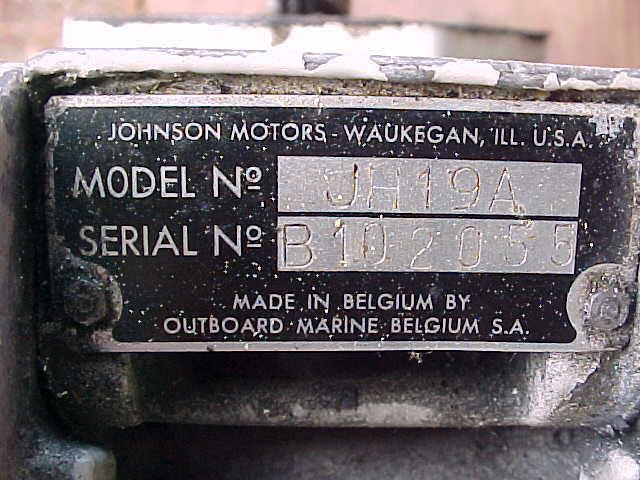 JOHNSON MOTORS - WAUKEGAN, ILL. U.S.A.
MODEL Nº JH19A
SERIAL Nº B102055
MADE IN BELGIUM BY
OUTBOARD MARINE BELGIUM S.A.